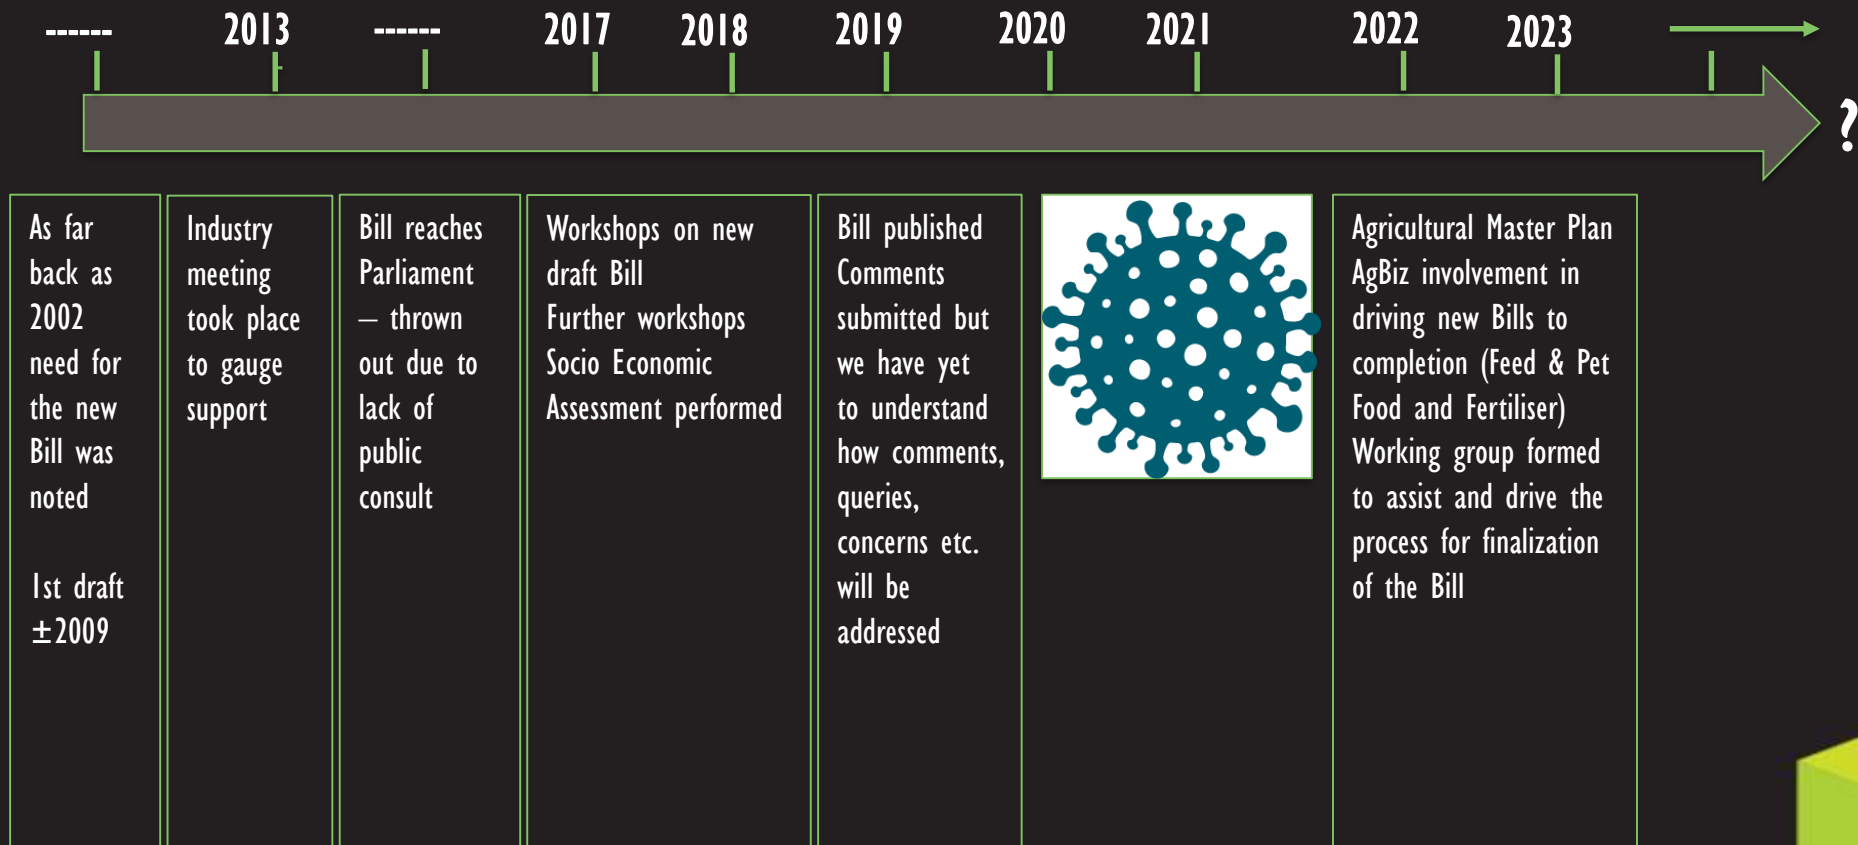 ------ 2013 ------ 2017 2018 2019 2020 2021 2022 2023
?
As far
back as
2002
need for
the new
Bill was
noted
1st draft
±2009
Industry
meeting
took place
to gauge
support
Bill reaches
Parliament
– thrown
out due to
lack of
public
consult
Workshops on new
draft Bill
Further workshops
Socio Economic
Assessment performed
Bill published
Comments
submitted but
we have yet
to understand
how comments,
queries,
concerns etc.
will be
addressed
Agricultural Master Plan
AgBiz involvement in
driving new Bills to
completion (Feed & Pet
Food and Fertiliser)
Working group formed
to assist and drive the
process for finalization
of the Bill